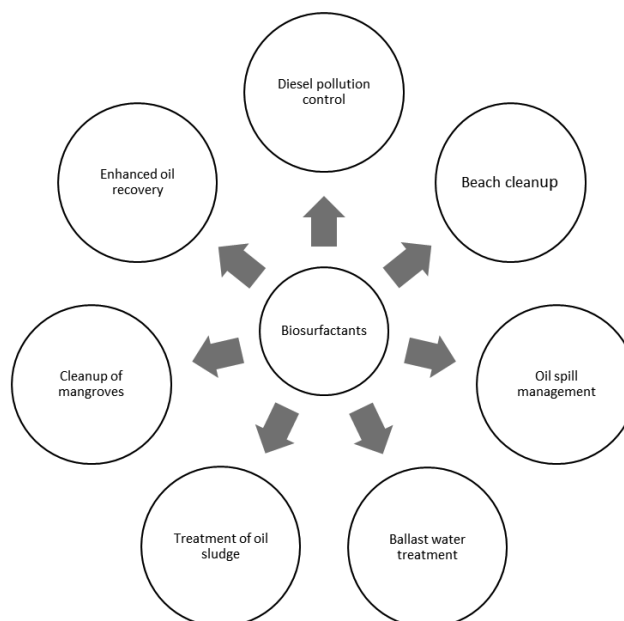 Diesel pollution
control
Beach cleanup
Oil spill
management
Ballast water
treatment
Treatment of oil
sludge
Cleanup of
mangroves
Enhanced oil
recovery
Biosurfactants